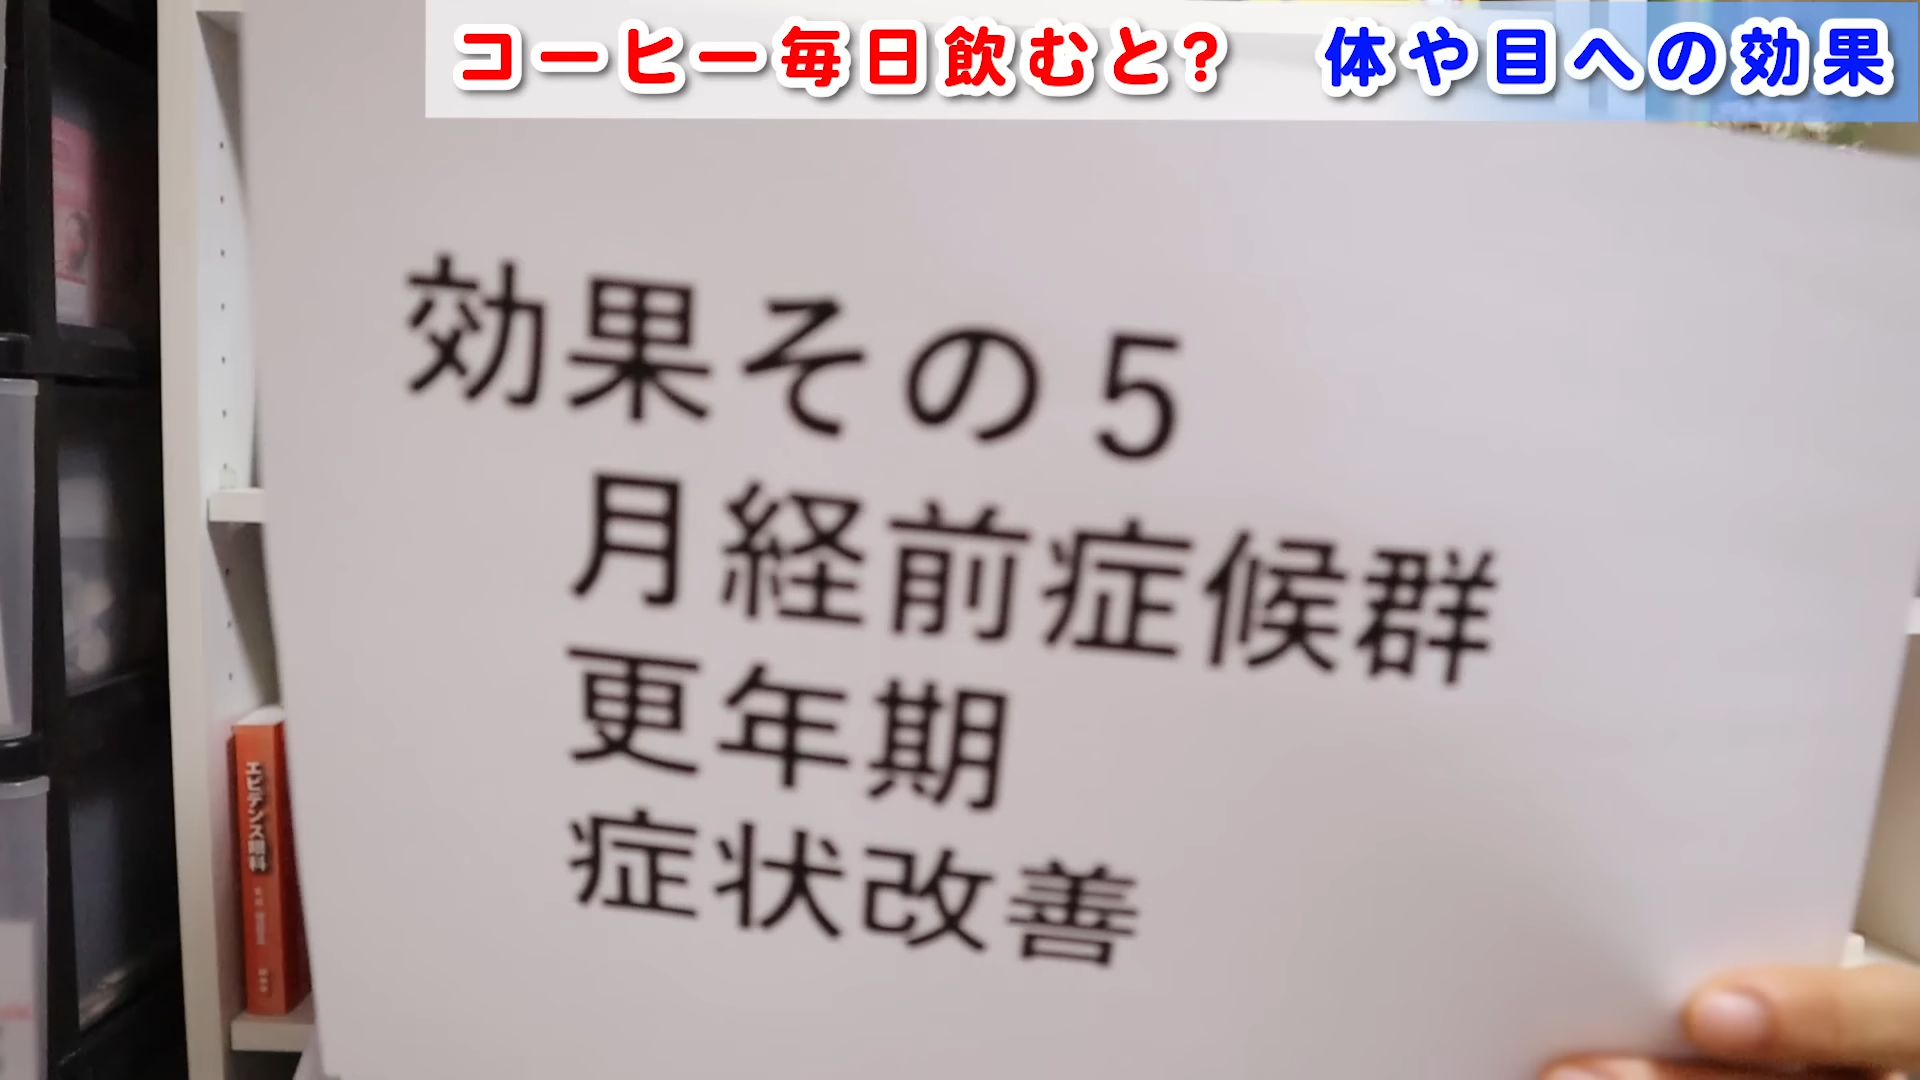 コーヒー毎日飲むと?　体や目への効果
効果その5
月経前症候群
更年期
症状改善
エビデンス眼科